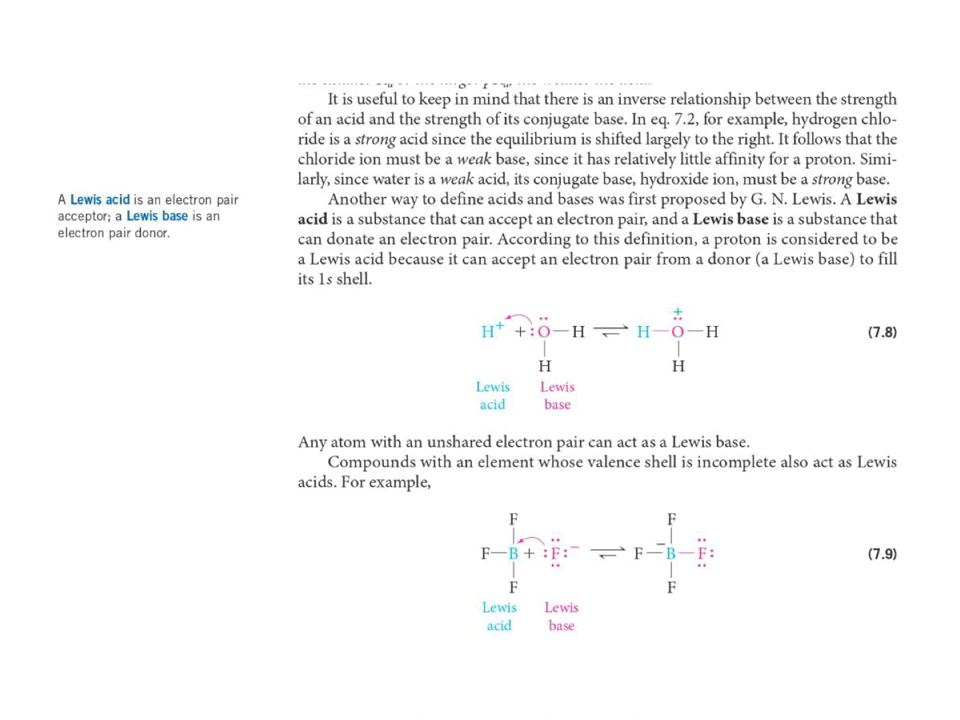 It is useful to keep in mind that there is an inverse relationship between the strength
of an acid and the strength of its conjugate base. In eq. 7.2, for example, hydrogen chlo-
ride is a strong acid since the equilibrium is shifted largely to the right. It follows that the
chloride ion must be a weak base, since it has relatively little affinity for a proton. Simi-
larly, since water is a weak acid, its conjugate base, hydroxide ion, must be a strong base.
Another way to define acids and bases was first proposed by G. N. Lewis. A Lewis
acid is a substance that can accept an electron pair, and a Lewis base is a substance that
can donate an electron pair. According to this definition, a proton is considered to be
a Lewis acid because it can accept an electron pair from a donor (a Lewis base) to fill
its 1s shell.
A Lewis acid is an electron pair
acceptor; a Lewis base is an
electron pair donor.
H+ + :O—H ⇌ H—O—H (7.8)
+
H H
Lewis Lewis
acid base
Any atom with an unshared electron pair can act as a Lewis base.
Compounds with an element whose valence shell is incomplete also act as Lewis
acids. For example,
F F
F—B + :F:− ⇌ F—B−—F: (7.9)
F F
Lewis Lewis
acid base